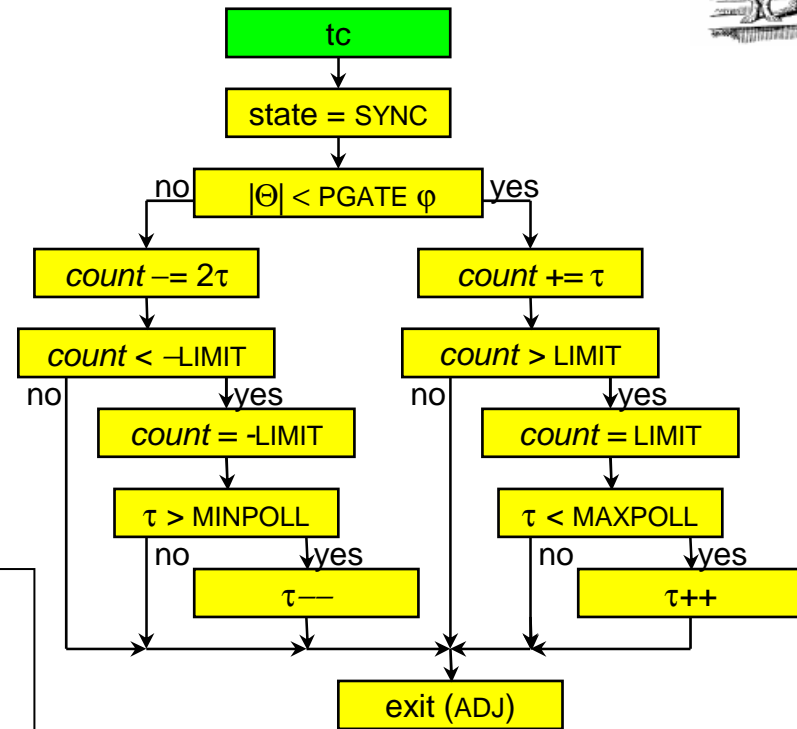 tc
state = SYNC
no yes
|Θ| < PGATE φ
count –= 2τ count += τ
count < –LIMIT count > LIMIT
no yes no yes
count = -LIMIT count = LIMIT
τ > MINPOLL τ < MAXPOLL
no yes no yes
τ–– τ++
exit (ADJ)